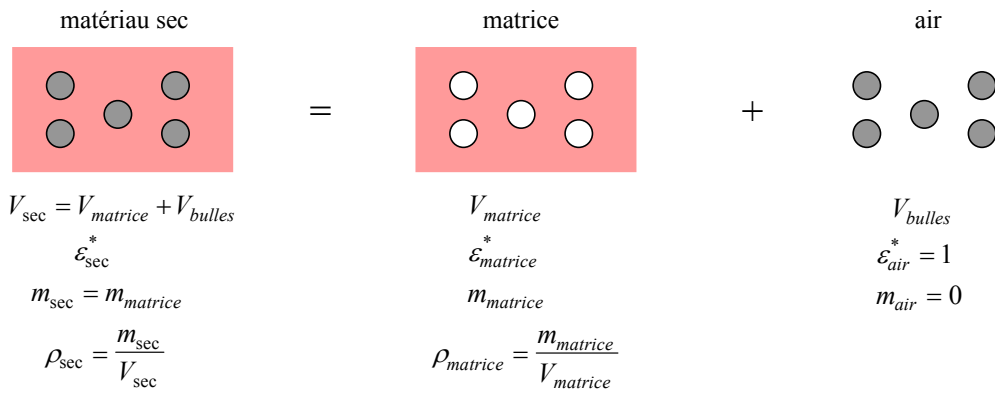 matériau sec matrice air
= +
V_sec = V_matrice + V_bulles V_matrice V_bulles
ε*_sec ε*_matrice ε*_air = 1
m_sec = m_matrice m_matrice m_air = 0
ρ_sec = m_sec / V_sec ρ_matrice = m_matrice / V_matrice